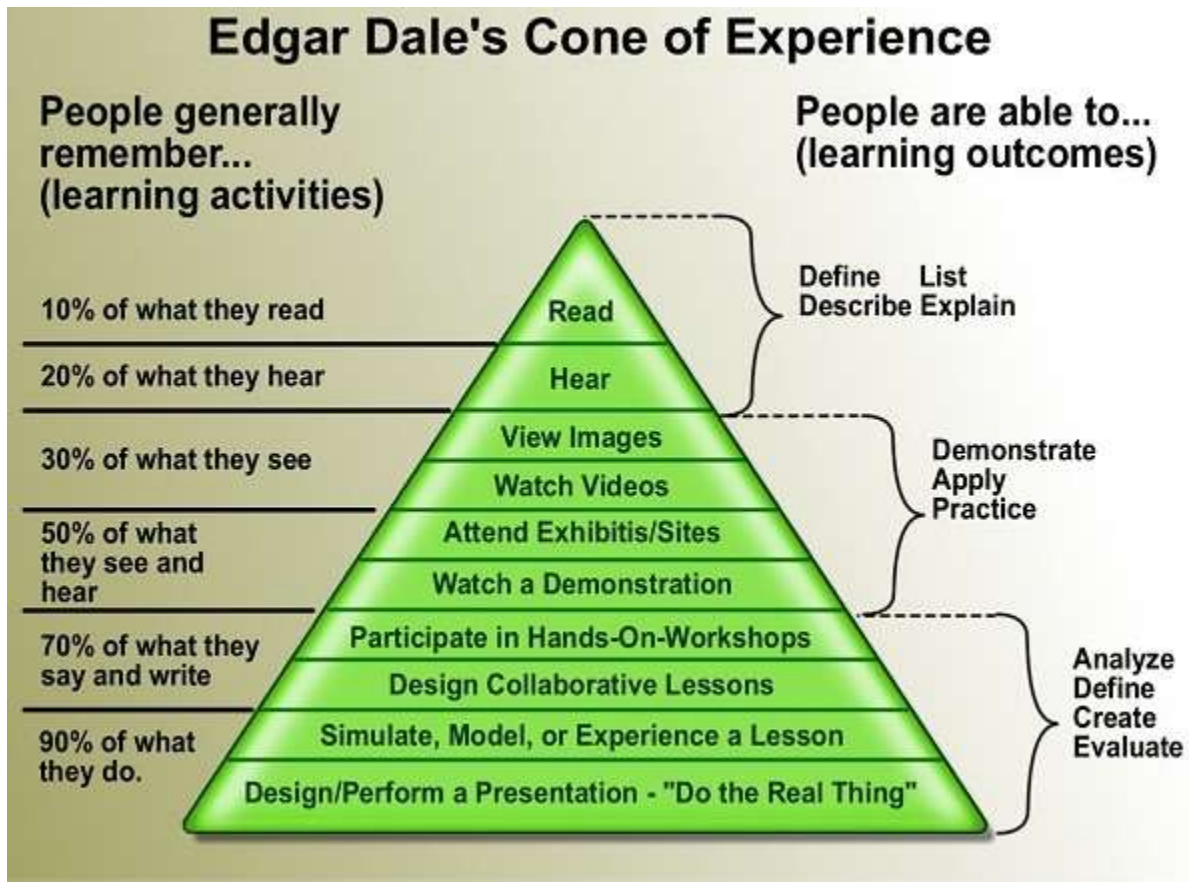 Edgar Dale's Cone of Experience
People generally
remember...
(learning activities)
People are able to...
(learning outcomes)
10% of what they read
20% of what they hear
30% of what they see
50% of what
they see and
hear
70% of what they
say and write
90% of what
they do.
Read
Hear
View Images
Watch Videos
Attend Exhibitis/Sites
Watch a Demonstration
Participate in Hands-On-Workshops
Design Collaborative Lessons
Simulate, Model, or Experience a Lesson
Design/Perform a Presentation - "Do the Real Thing"
Define List
Describe Explain
Demonstrate
Apply
Practice
Analyze
Define
Create
Evaluate